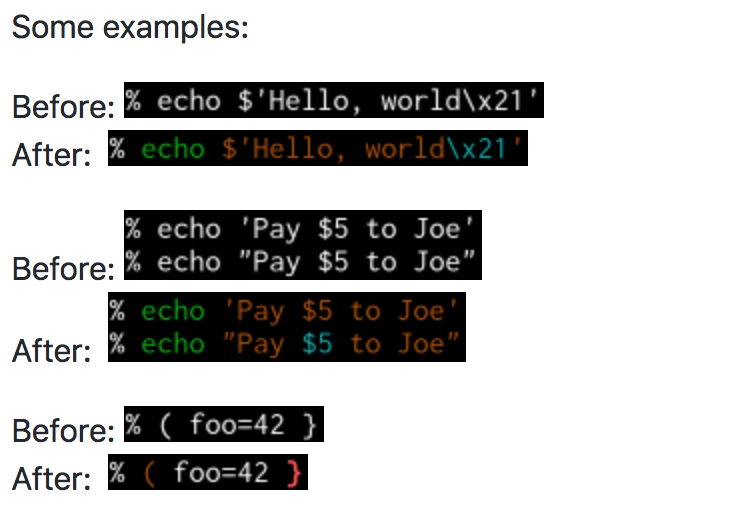 Some examples:
Before: % echo $'Hello, world\x21'
After: % echo $'Hello, world\x21'
% echo 'Pay $5 to Joe'
Before: % echo "Pay $5 to Joe"
% echo 'Pay $5 to Joe'
After: % echo "Pay $5 to Joe"
Before: % ( foo=42 }
After: % ( foo=42 }